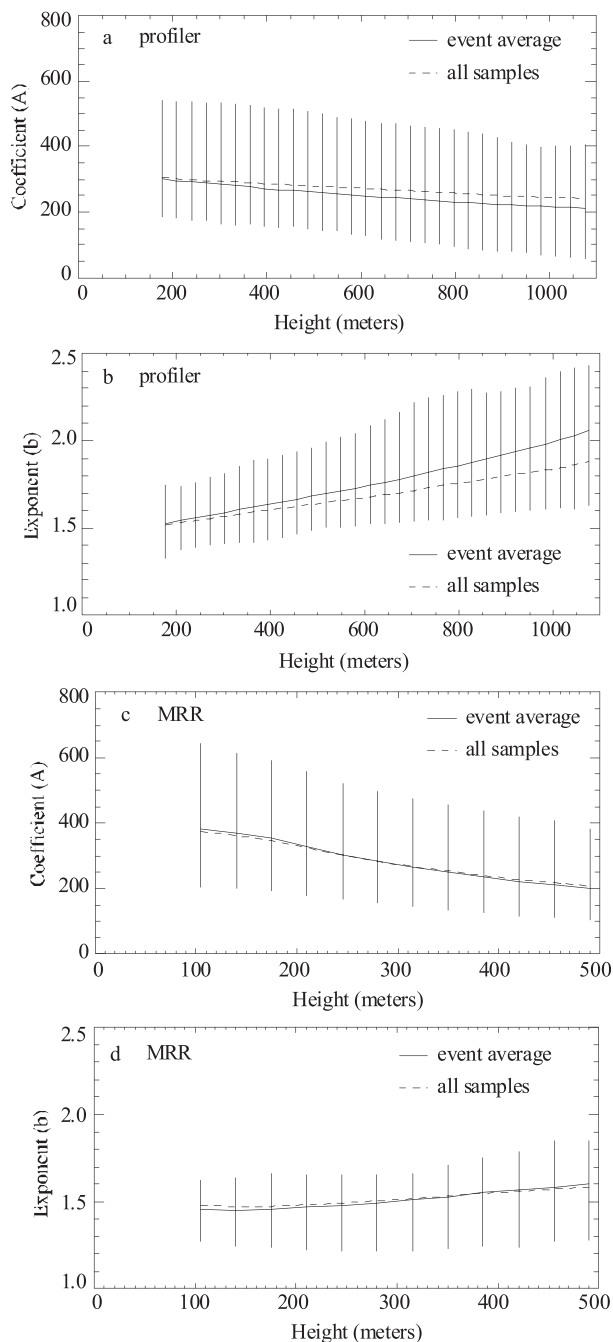 800
a profiler
event average
all samples
600
400
200
0
Coefficient (A)
0 200 400 600 800 1000
Height (meters)
2.5
b profiler
2.0
1.5
1.0
Exponent (b)
event average
all samples
0 200 400 600 800 1000
Height (meters)
800
c MRR
event average
all samples
600
400
200
0
Coefficient (A)
0 100 200 300 400 500
Height (meters)
2.5
d MRR
event average
all samples
2.0
1.5
1.0
Exponent (b)
0 100 200 300 400 500
Height (meters)